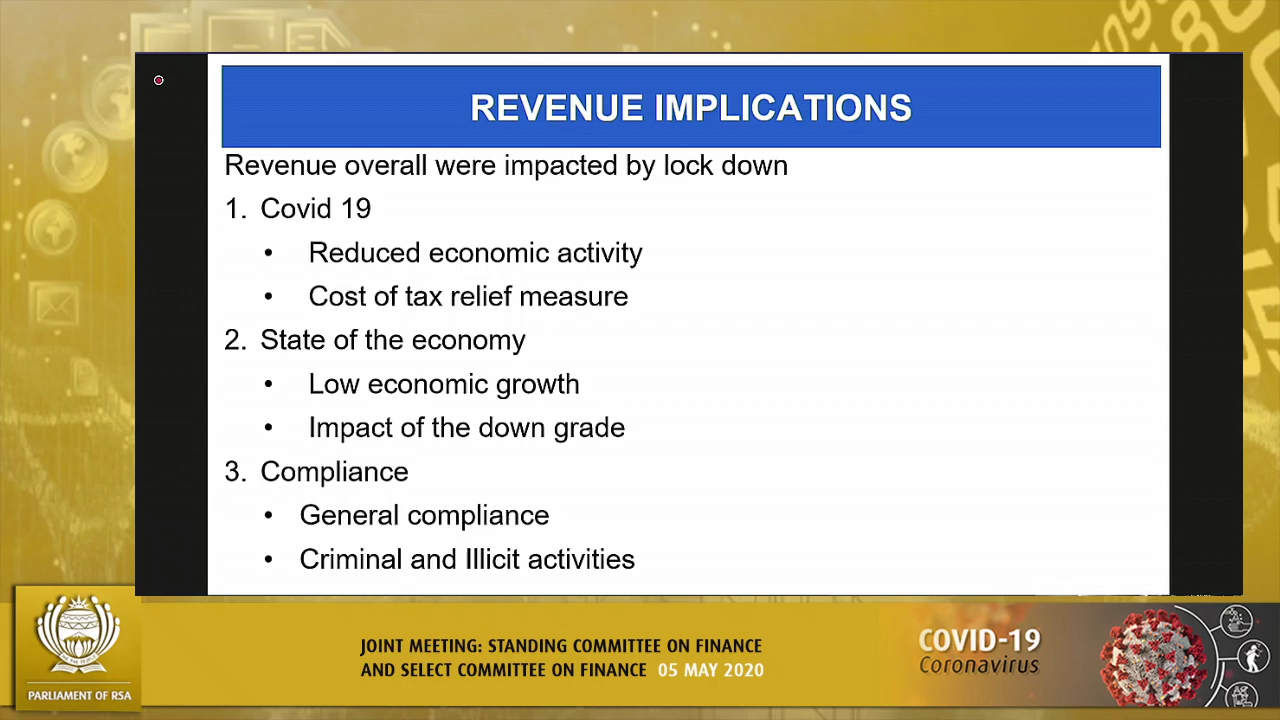 REVENUE IMPLICATIONS
Revenue overall were impacted by lock down
1. Covid 19
• Reduced economic activity
• Cost of tax relief measure
2. State of the economy
• Low economic growth
• Impact of the down grade
3. Compliance
• General compliance
• Criminal and Illicit activities
PARLIAMENT OF RSA
JOINT MEETING: STANDING COMMITTEE ON FINANCE
AND SELECT COMMITTEE ON FINANCE 05 MAY 2020
COVID-19
Coronavirus